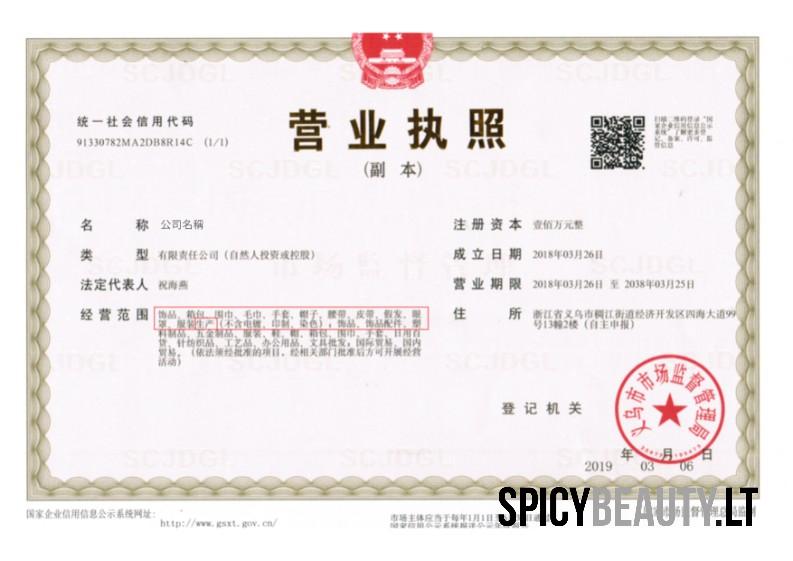 统一社会信用代码
91330782MA2DB8R14C (1/1)
营业执照
(副 本)
扫描二维码登录“国
家企业信用信息公示
系统”了解更多登
记、备案、许可、监
管信息
名 称 公司名稱
类 型 有限责任公司（自然人投资或控股）
法定代表人 祝海燕
经营范围 饰品、箱包、围巾、毛巾、手套、帽子、腰带、皮带、假发、眼
罩、服装生产（不含电镀、印制、染色）；饰品、饰品配件、塑
料制品、五金制品、服装、鞋、帽、箱包、围巾、手套、日用百
货、针纺织品、工艺品、办公用品、文具批发；国际贸易、国内
贸易。（依法须经批准的项目，经相关部门批准后方可开展经营
活动）
注册资本 壹佰万元整
成立日期 2018年03月26日
营业期限 2018年03月26日 至 2038年03月25日
住 所 浙江省义乌市稠江街道经济开发区四海大道99
号13幢2楼（自主申报）
登记机关
义乌市市场监督管理局
2019 年 03 月 06 日
国家企业信用信息公示系统网址：
http://www.gsxt.gov.cn/
市场主体应当于每年1月1日
SPICYBEAUTY.LT
SCJDGL
市场监督管理